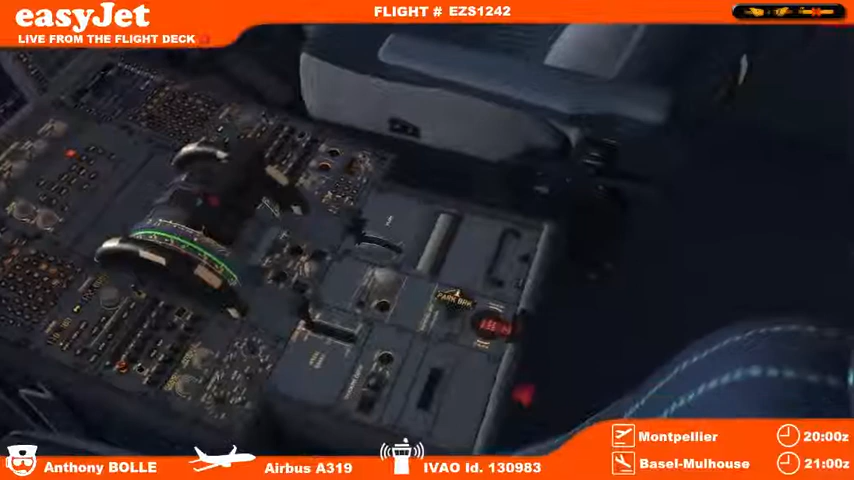 easyJet
LIVE FROM THE FLIGHT DECK
FLIGHT # EZS1242
PARK BRK
Montpellier
20:00z
Basel-Mulhouse
21:00z
Anthony BOLLE
Airbus A319
IVAO Id. 130983